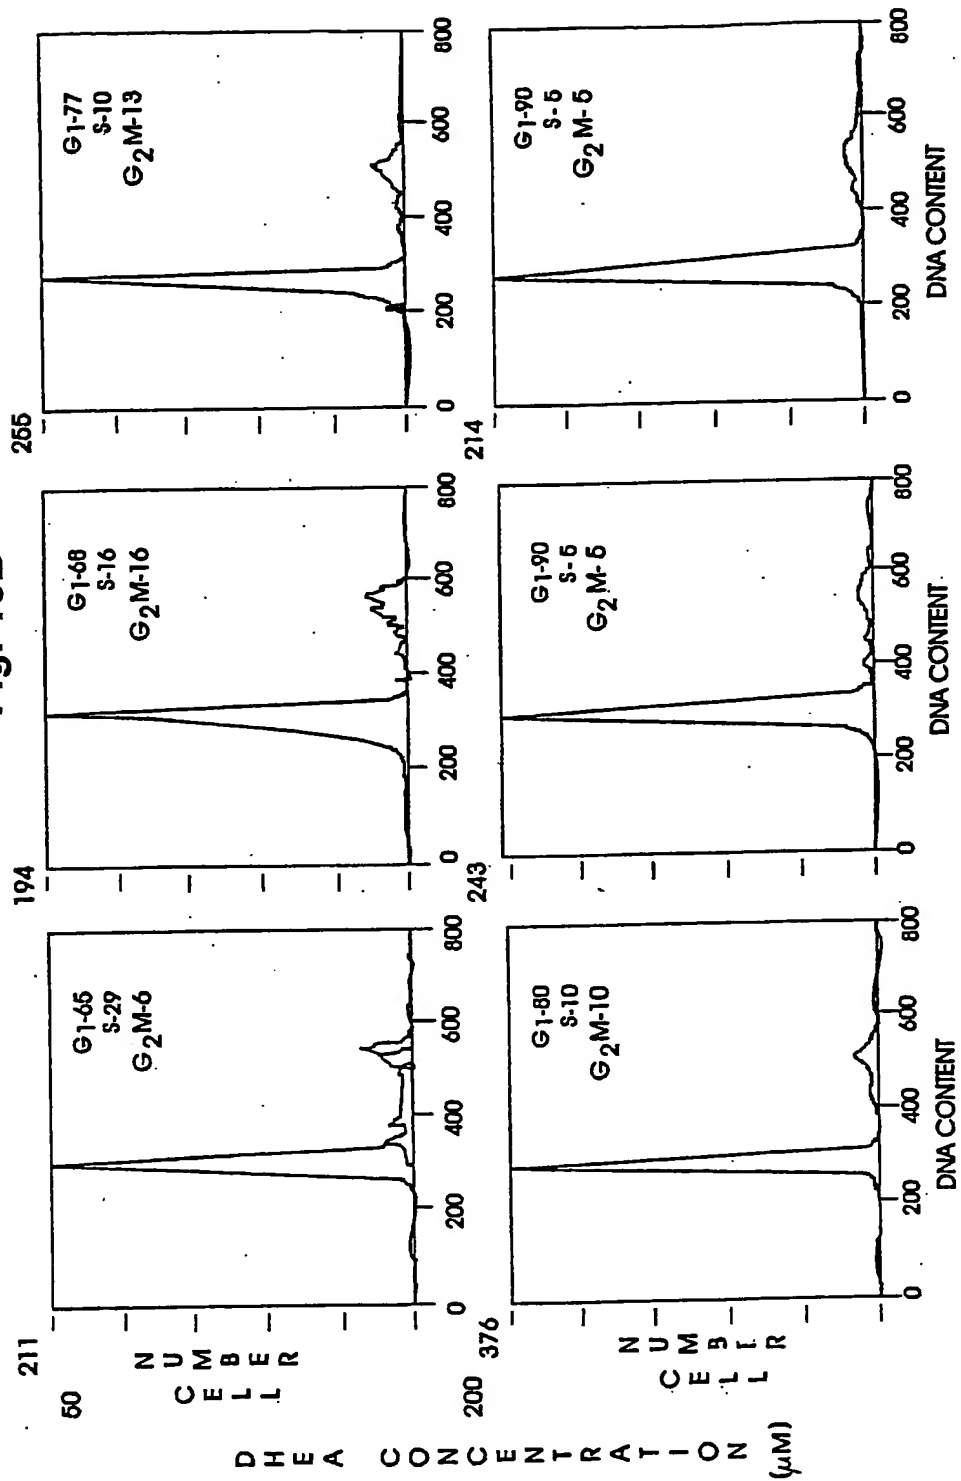 Fig.
DHEA CONCENTRATION (μM)
50
CELL NUMBER
211
G1-65
S-29
G2M-6
0 200 400 600 800
194
G1-68
S-16
G2M-16
0 200 400 600 800
255
G1-77
S-10
G2M-13
0 200 400 600 800
200
CELL NUMBER
376
G1-80
S-10
G2M-10
0 200 400 600 800
DNA CONTENT
243
G1-90
S-5
G2M-5
0 200 400 600 800
DNA CONTENT
214
G1-90
S-5
G2M-5
0 200 400 600 800
DNA CONTENT